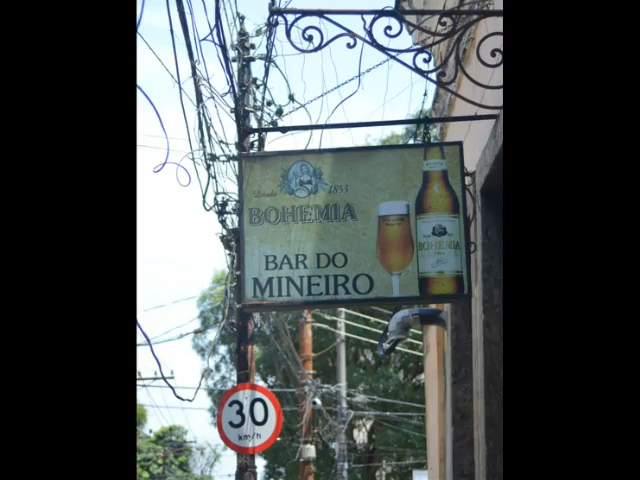 Desde 1853
BOHEMIA
BAR DO
MINEIRO
BOHEMIA
30
km/h